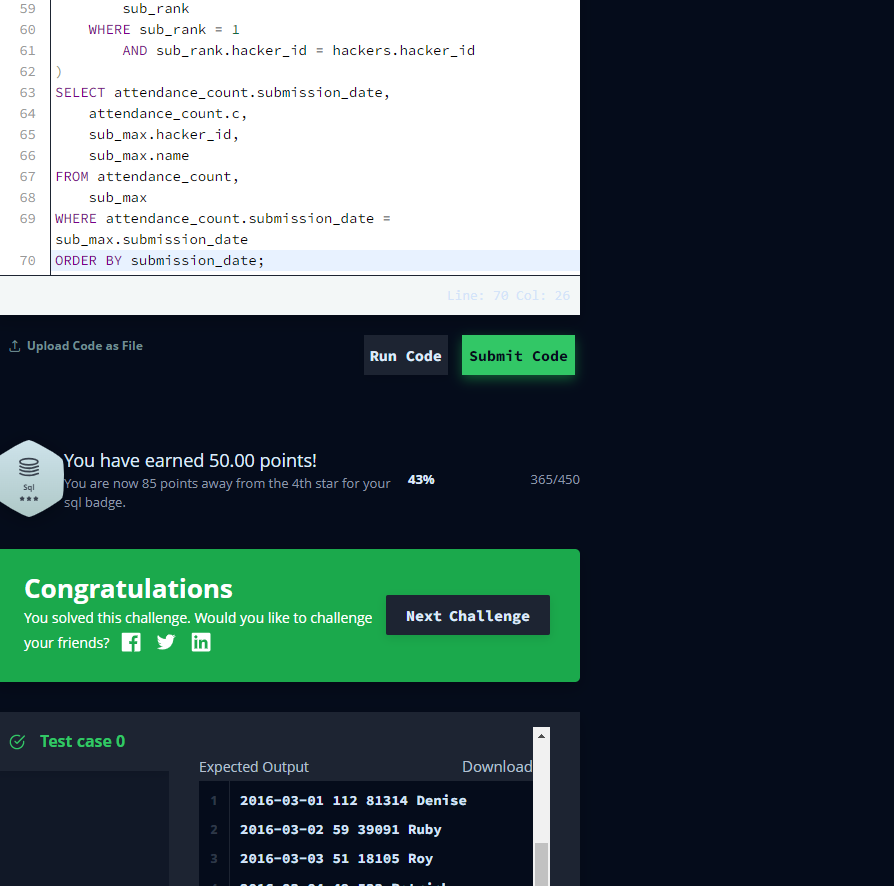 59 sub_rank
60 WHERE sub_rank = 1
61 AND sub_rank.hacker_id = hackers.hacker_id
62 )
63 SELECT attendance_count.submission_date,
64 attendance_count.c,
65 sub_max.hacker_id,
66 sub_max.name
67 FROM attendance_count,
68 sub_max
69 WHERE attendance_count.submission_date =
sub_max.submission_date
70 ORDER BY submission_date;
Line: 70 Col: 26
Upload Code as File
Run Code
Submit Code
Sql
You have earned 50.00 points!
You are now 85 points away from the 4th star for your
sql badge.
43%
365/450
Congratulations
You solved this challenge. Would you like to challenge
your friends?
Next Challenge
Test case 0
Expected Output
Download
1 2016-03-01 112 81314 Denise
2 2016-03-02 59 39091 Ruby
3 2016-03-03 51 18105 Roy